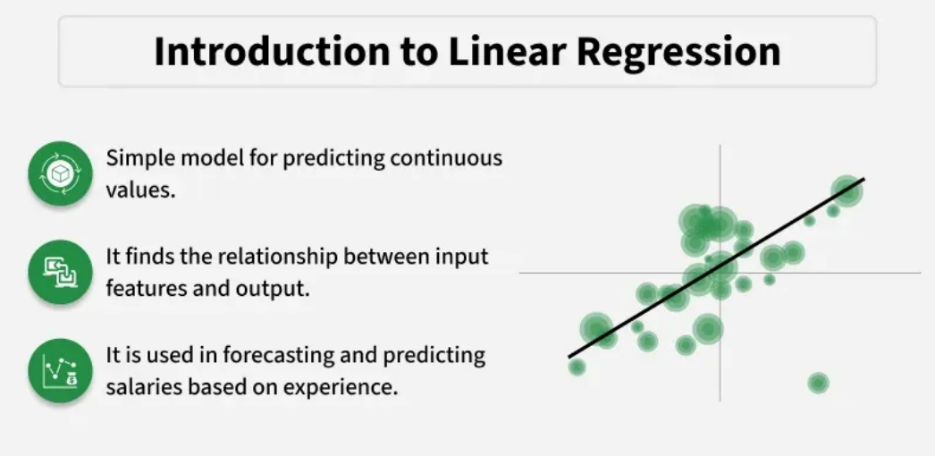 Introduction to Linear Regression
Simple model for predicting continuous
values.
It finds the relationship between input
features and output.
It is used in forecasting and predicting
salaries based on experience.